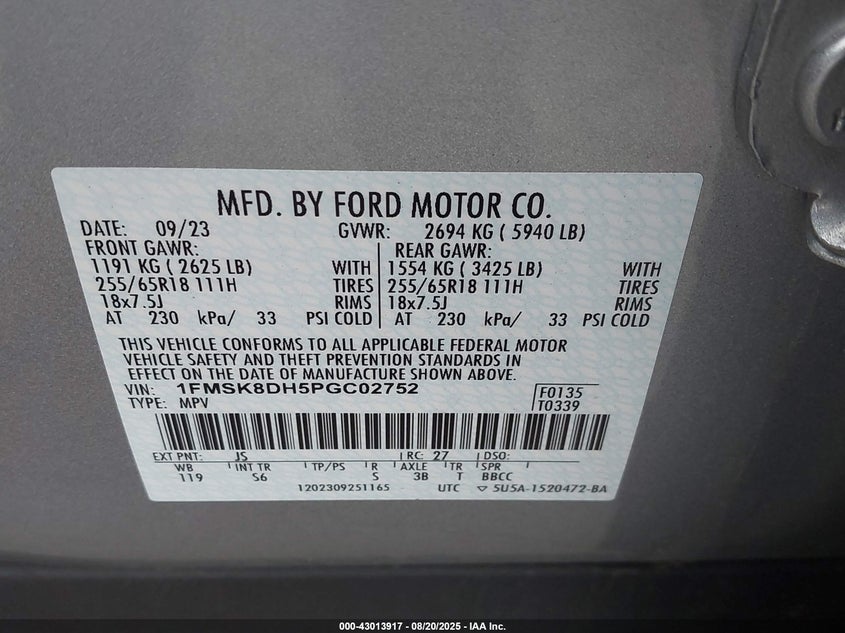 MFD. BY FORD MOTOR CO.
DATE: 09/23 GVWR: 2694 KG ( 5940 LB)
FRONT GAWR: REAR GAWR:
1191 KG ( 2625 LB) WITH 1554 KG ( 3425 LB) WITH
255/65R18 111H TIRES 255/65R18 111H TIRES
18x7.5J RIMS 18x7.5J RIMS
AT 230 kPa/ 33 PSI COLD AT 230 kPa/ 33 PSI COLD
THIS VEHICLE CONFORMS TO ALL APPLICABLE FEDERAL MOTOR
VEHICLE SAFETY AND THEFT PREVENTION STANDARDS IN
EFFECT ON THE DATE OF MANUFACTURE SHOWN ABOVE.
VIN: 1FMSK8DH5PGC02752 F0135
TYPE: MPV T0339
EXT PNT: JS RC: 27 DSO:
WB INT TR TP/PS R AXLE TR SPR
119 S6 S 3B T BBCC
1202309251165 UTC ▽ 5U5A-1520472-BA
000-43013917 - 08/20/2025 - IAA Inc.